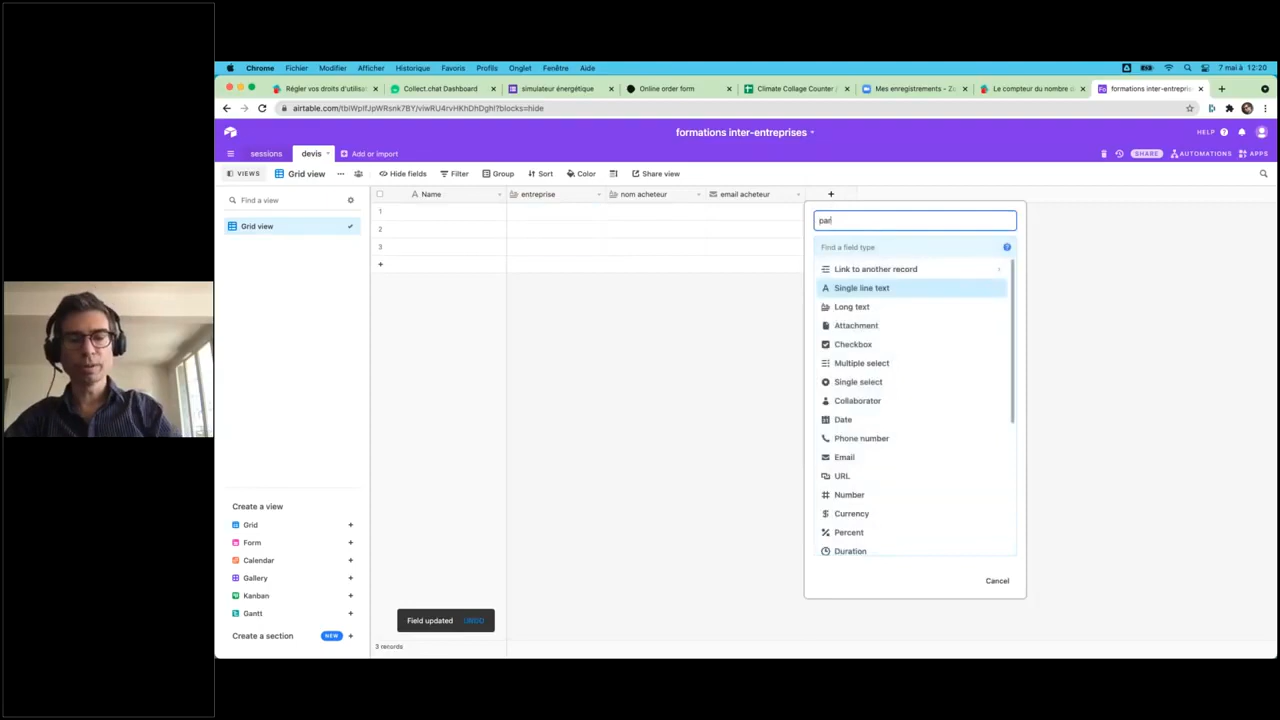 Chrome Fichier Modifier Afficher Historique Favoris Profils Onglet Fenêtre Aide 7 mai à 12:20
Régler vos droits d'utilisat Collect.chat Dashboard simulateur énergétique Online order form Climate Collage Counter / Mes enregistrements - Zo Le compteur du nombre d formations inter-entreprise
formations inter-entreprises
HELP
sessions devis Add or import SHARE AUTOMATIONS APPS
VIEWS Grid view Hide fields Filter Group Sort Color Share view
Find a view Name entreprise nom acheteur email acheteur
1
par
Grid view 2
3
Find a field type
Link to another record
Single line text
Long text
Attachment
Checkbox
Multiple select
Single select
Collaborator
Date
Phone number
Email
URL
Number
Currency
Percent
Duration
Cancel
Create a view
Grid
Form
Calendar
Gallery
Kanban
Gantt
Create a section NEW
Field updated UNDO
3 records